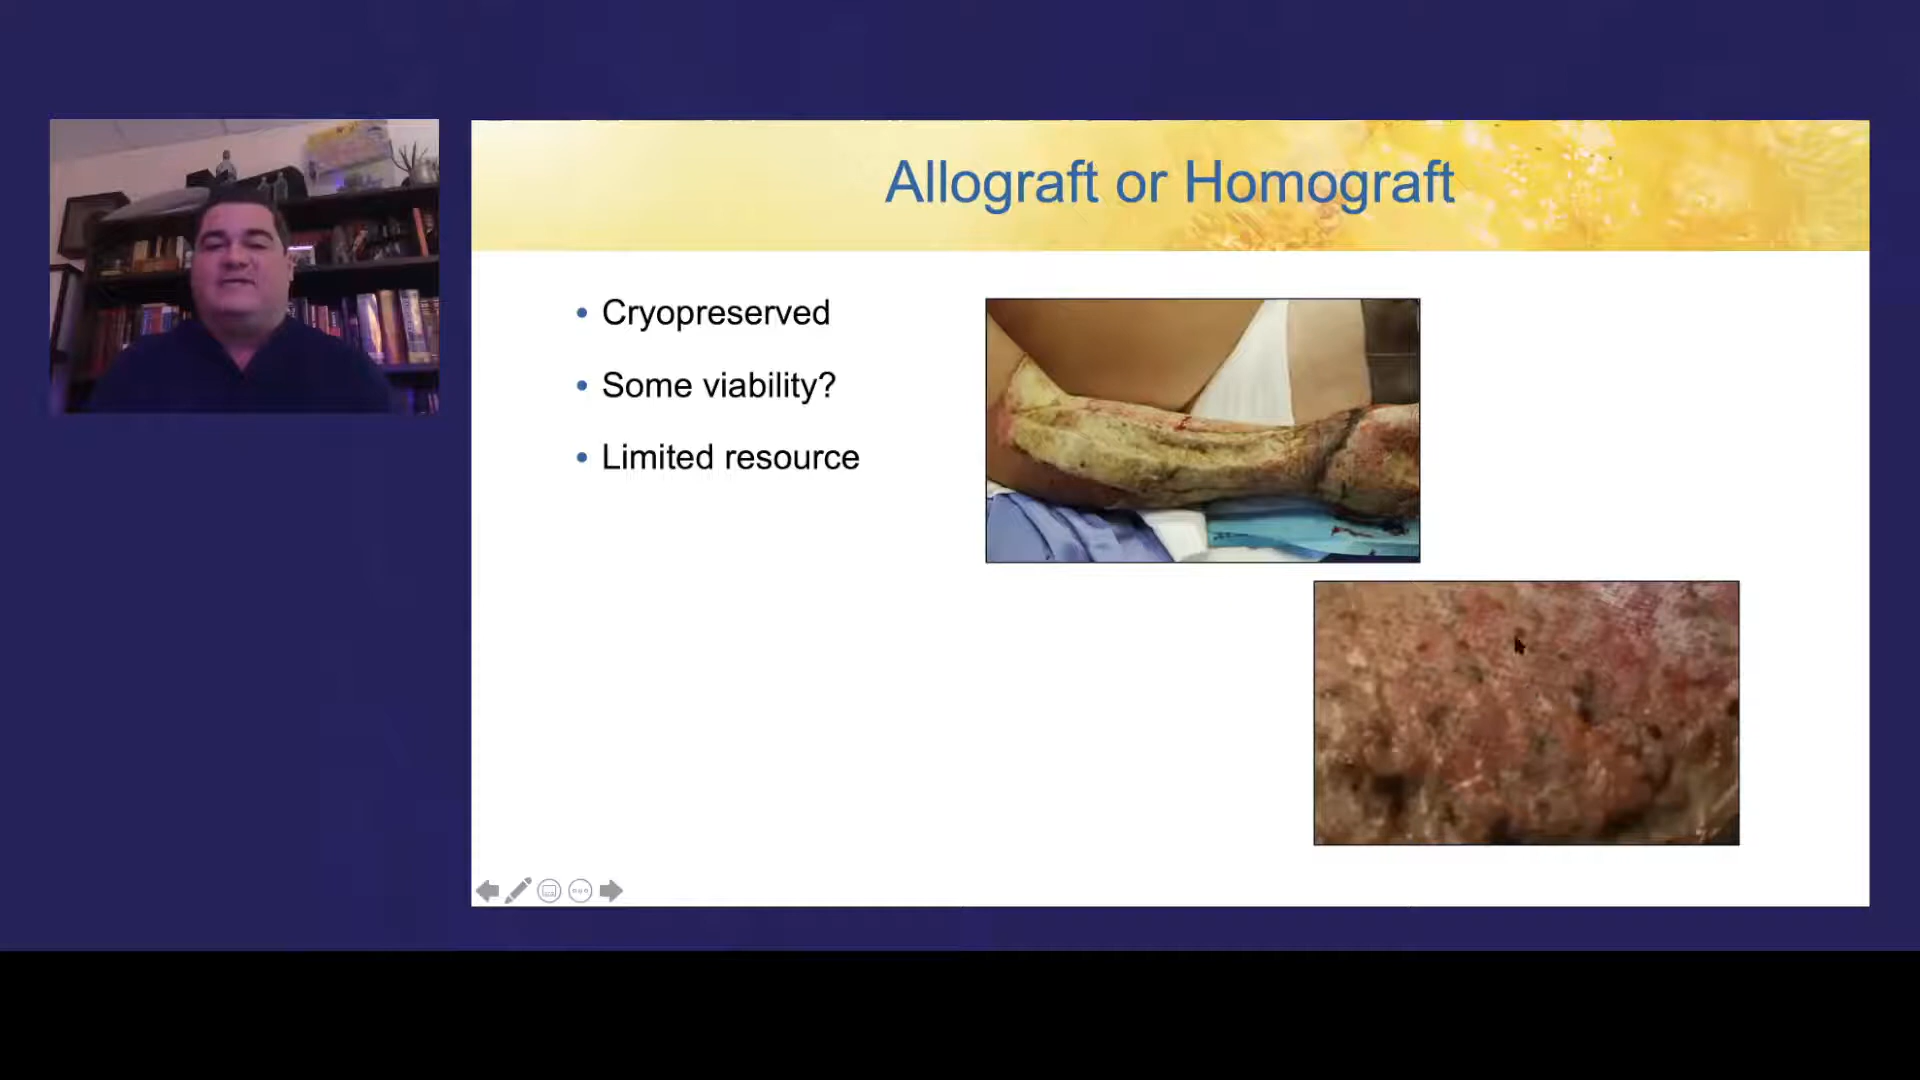 Allograft or Homograft
• Cryopreserved
• Some viability?
• Limited resource